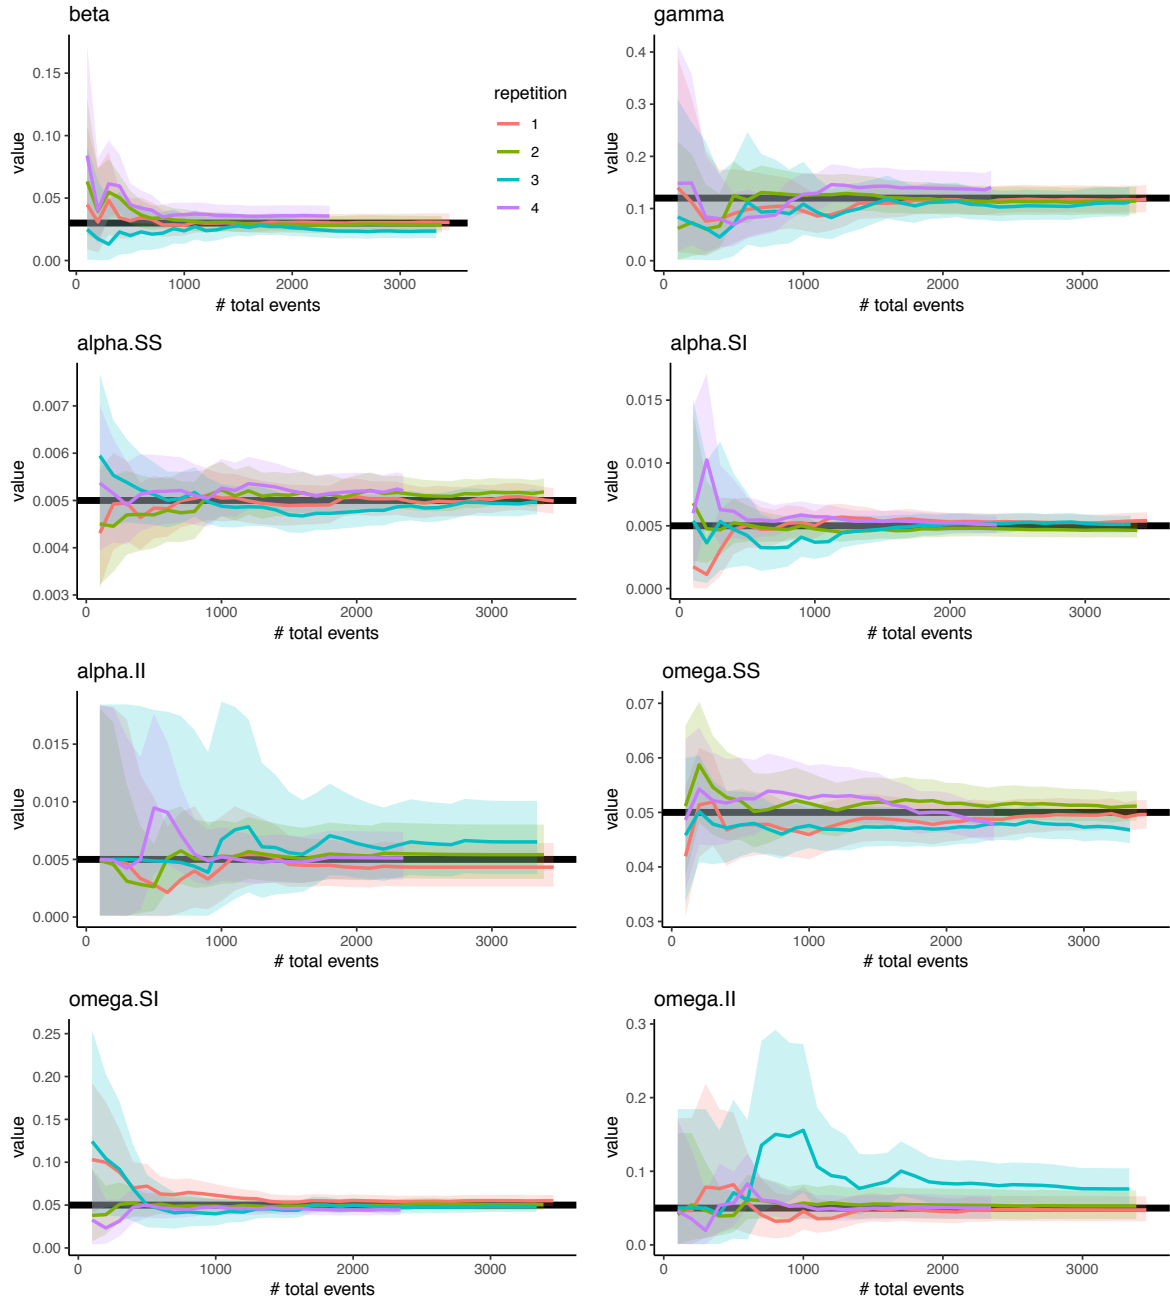 beta
value
0.15
0.10
0.05
0.00
0
1000
2000
3000
# total events
repetition
1
2
3
4
gamma
value
0.4
0.3
0.2
0.1
0.0
0
1000
2000
3000
# total events
alpha.SS
value
0.007
0.006
0.005
0.004
0.003
0
1000
2000
3000
# total events
alpha.SI
value
0.015
0.010
0.005
0.000
0
1000
2000
3000
# total events
alpha.II
value
0.015
0.010
0.005
0.000
0
1000
2000
3000
# total events
omega.SS
value
0.07
0.06
0.05
0.04
0.03
0
1000
2000
3000
# total events
omega.SI
value
0.25
0.20
0.15
0.10
0.05
0.00
0
1000
2000
3000
# total events
omega.II
value
0.3
0.2
0.1
0.0
0
1000
2000
3000
# total events